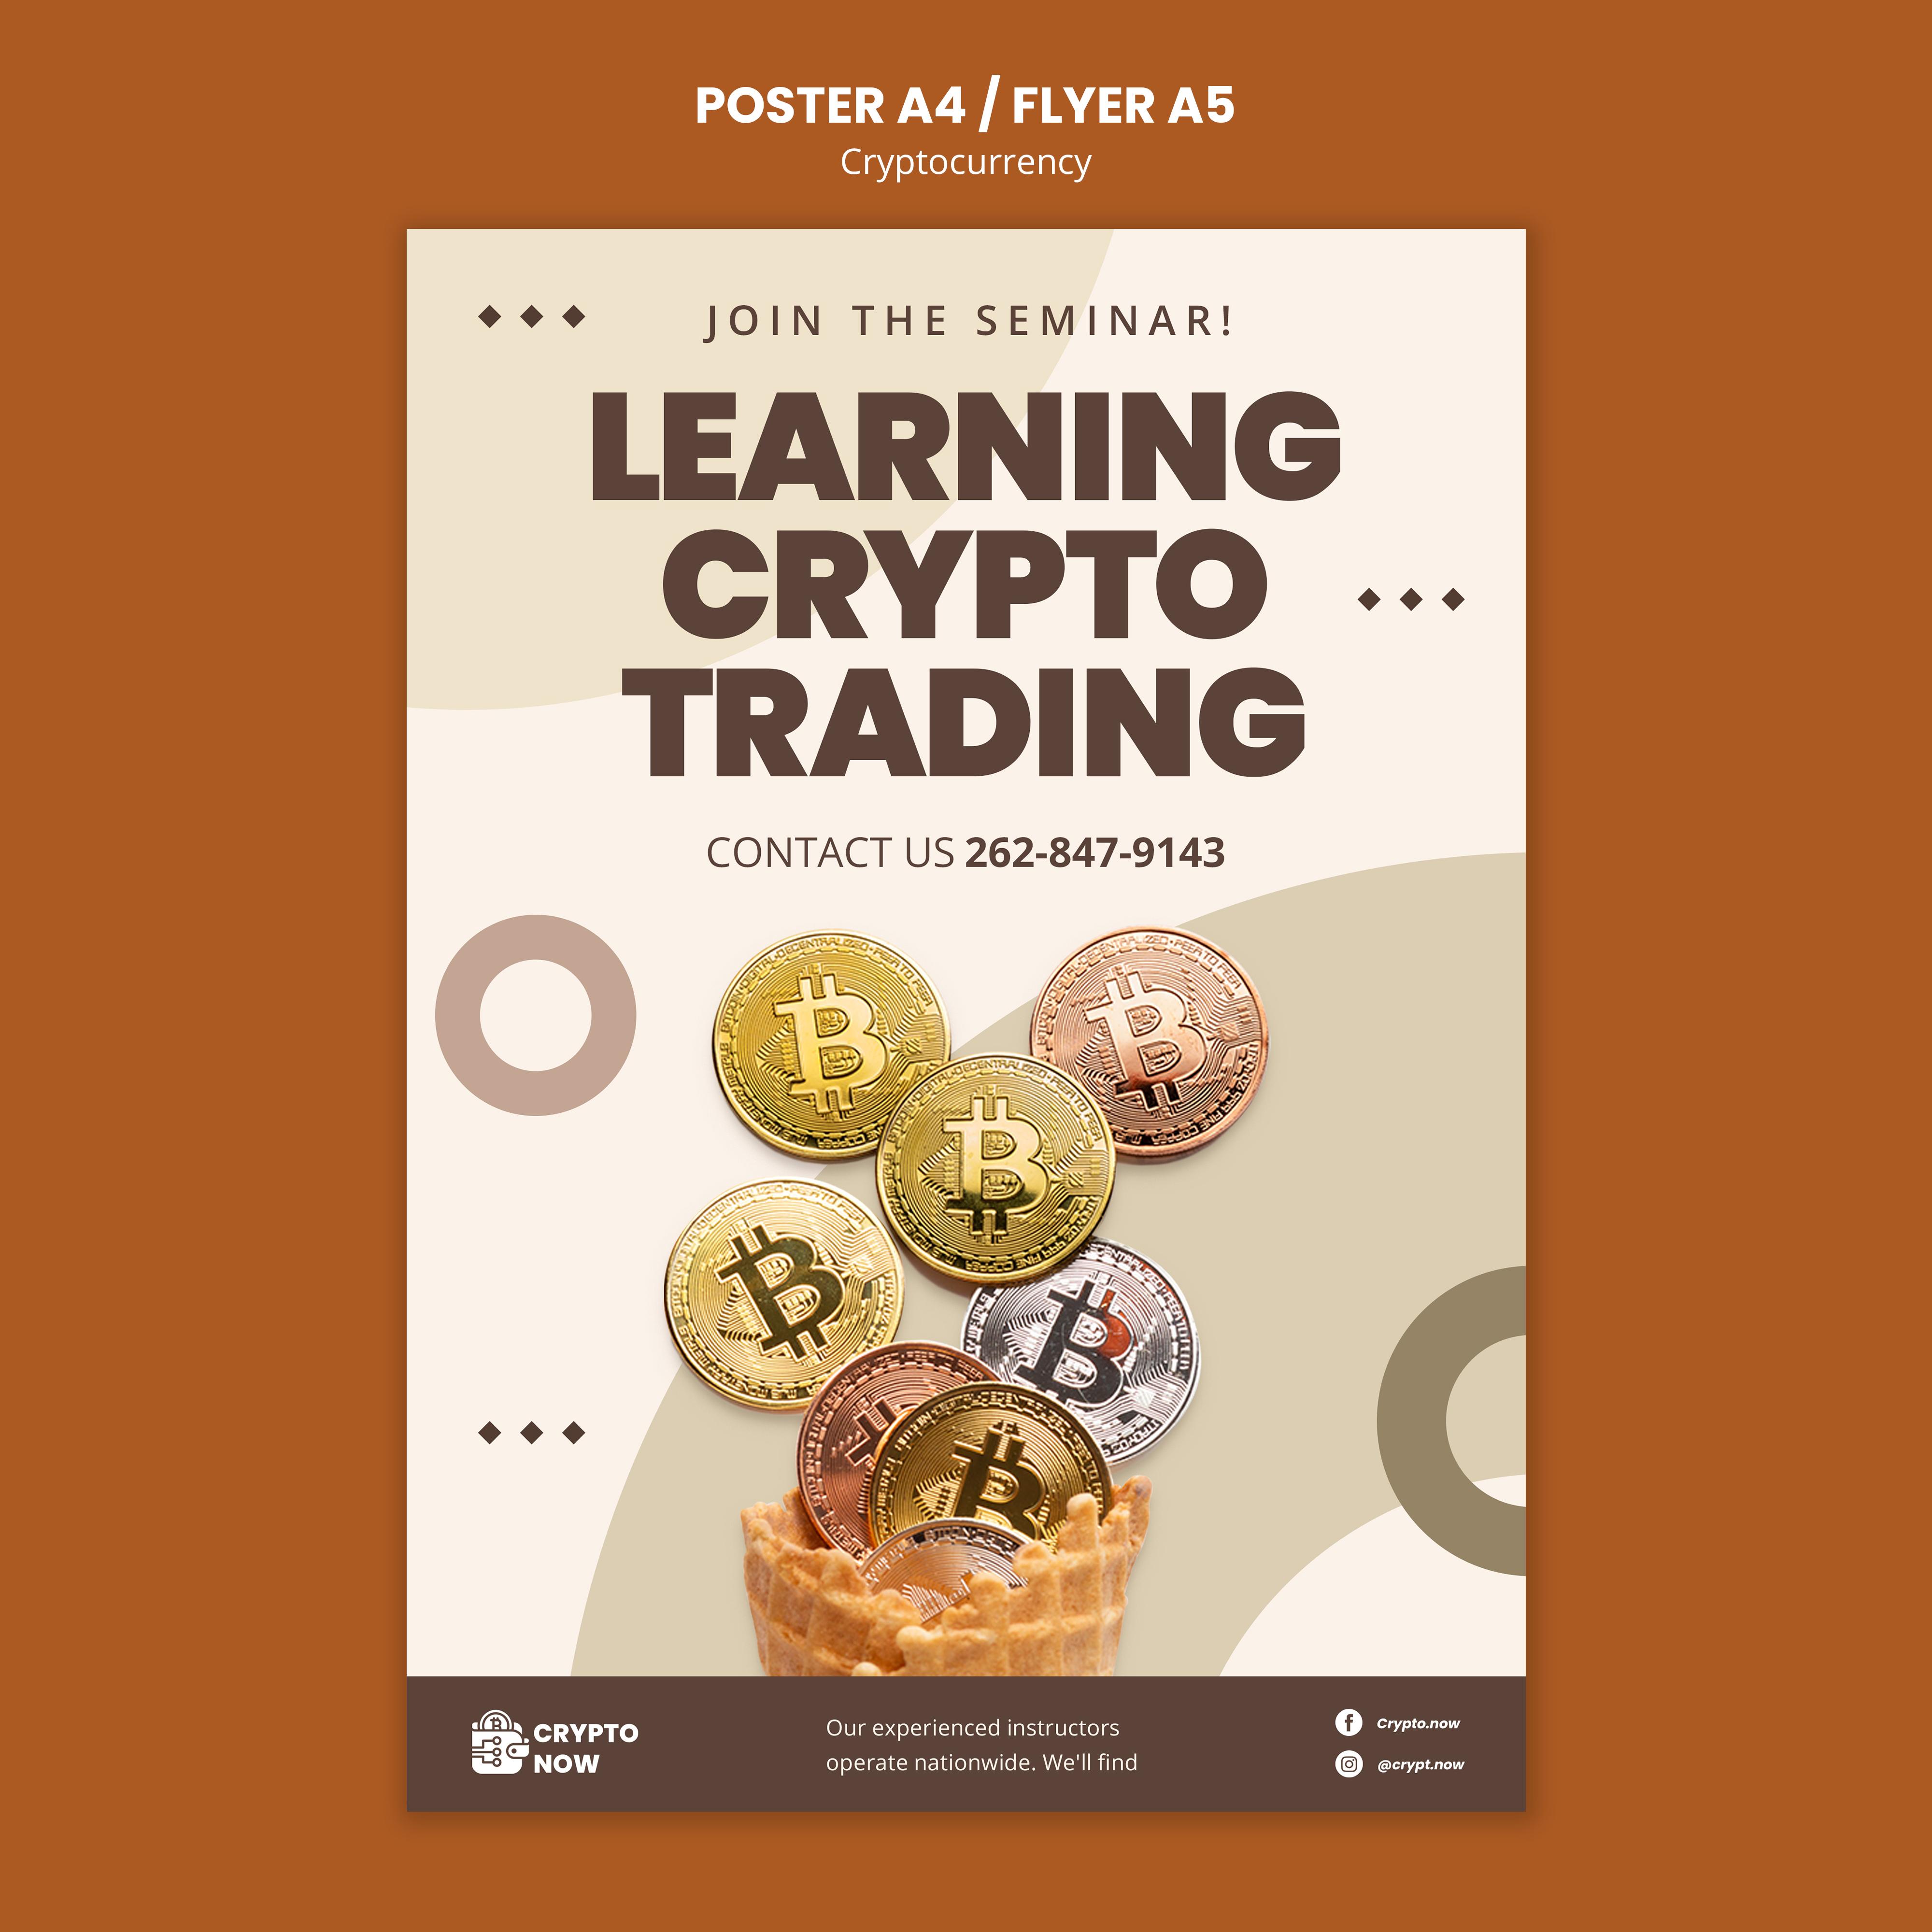 POSTER A4 / FLYER A5
Cryptocurrency
JOIN THE SEMINAR!
LEARNING
CRYPTO
TRADING
CONTACT US 262-847-9143
CRYPTO
NOW
Our experienced instructors
operate nationwide. We'll find
Crypto.now
@crypt.now